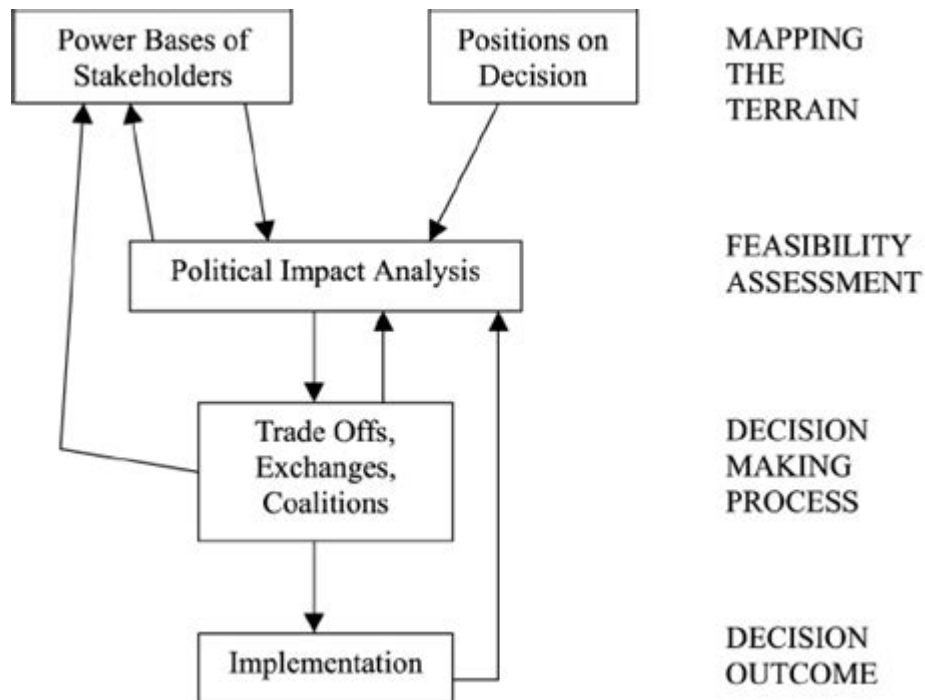 Power Bases of
Stakeholders
Positions on
Decision
MAPPING
THE
TERRAIN
Political Impact Analysis
FEASIBILITY
ASSESSMENT
Trade Offs,
Exchanges,
Coalitions
DECISION
MAKING
PROCESS
Implementation
DECISION
OUTCOME